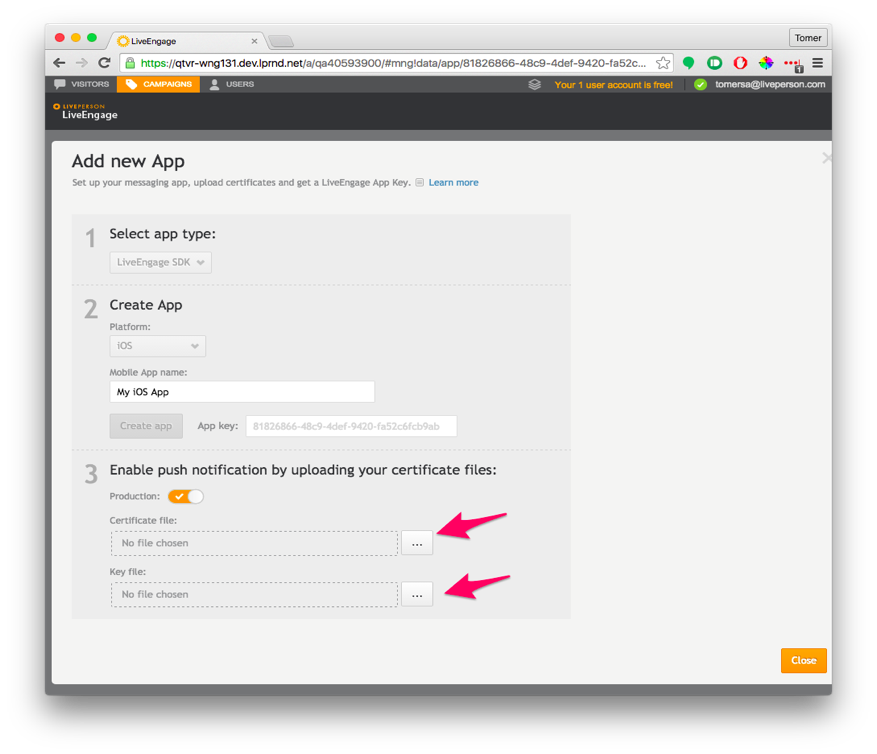 LiveEngage
Tomer
https://qtvr-wng131.dev.lprnd.net/a/qa40593900/#mng!data/app/81826866-48c9-4def-9420-fa52c...
1
VISITORS
CAMPAIGNS
USERS
Your 1 user account is free!
tomersa@liveperson.com
LIVEPERSON
LiveEngage
Add new App
Set up your messaging app, upload certificates and get a LiveEngage App Key. Learn more
1 Select app type:
LiveEngage SDK
2 Create App
Platform:
iOS
Mobile App name:
My iOS App
Create app App key: 81826866-48c9-4def-9420-fa52c6fcb9ab
3 Enable push notification by uploading your certificate files:
Production:
Certificate file:
No file chosen ...
Key file:
No file chosen ...
Close